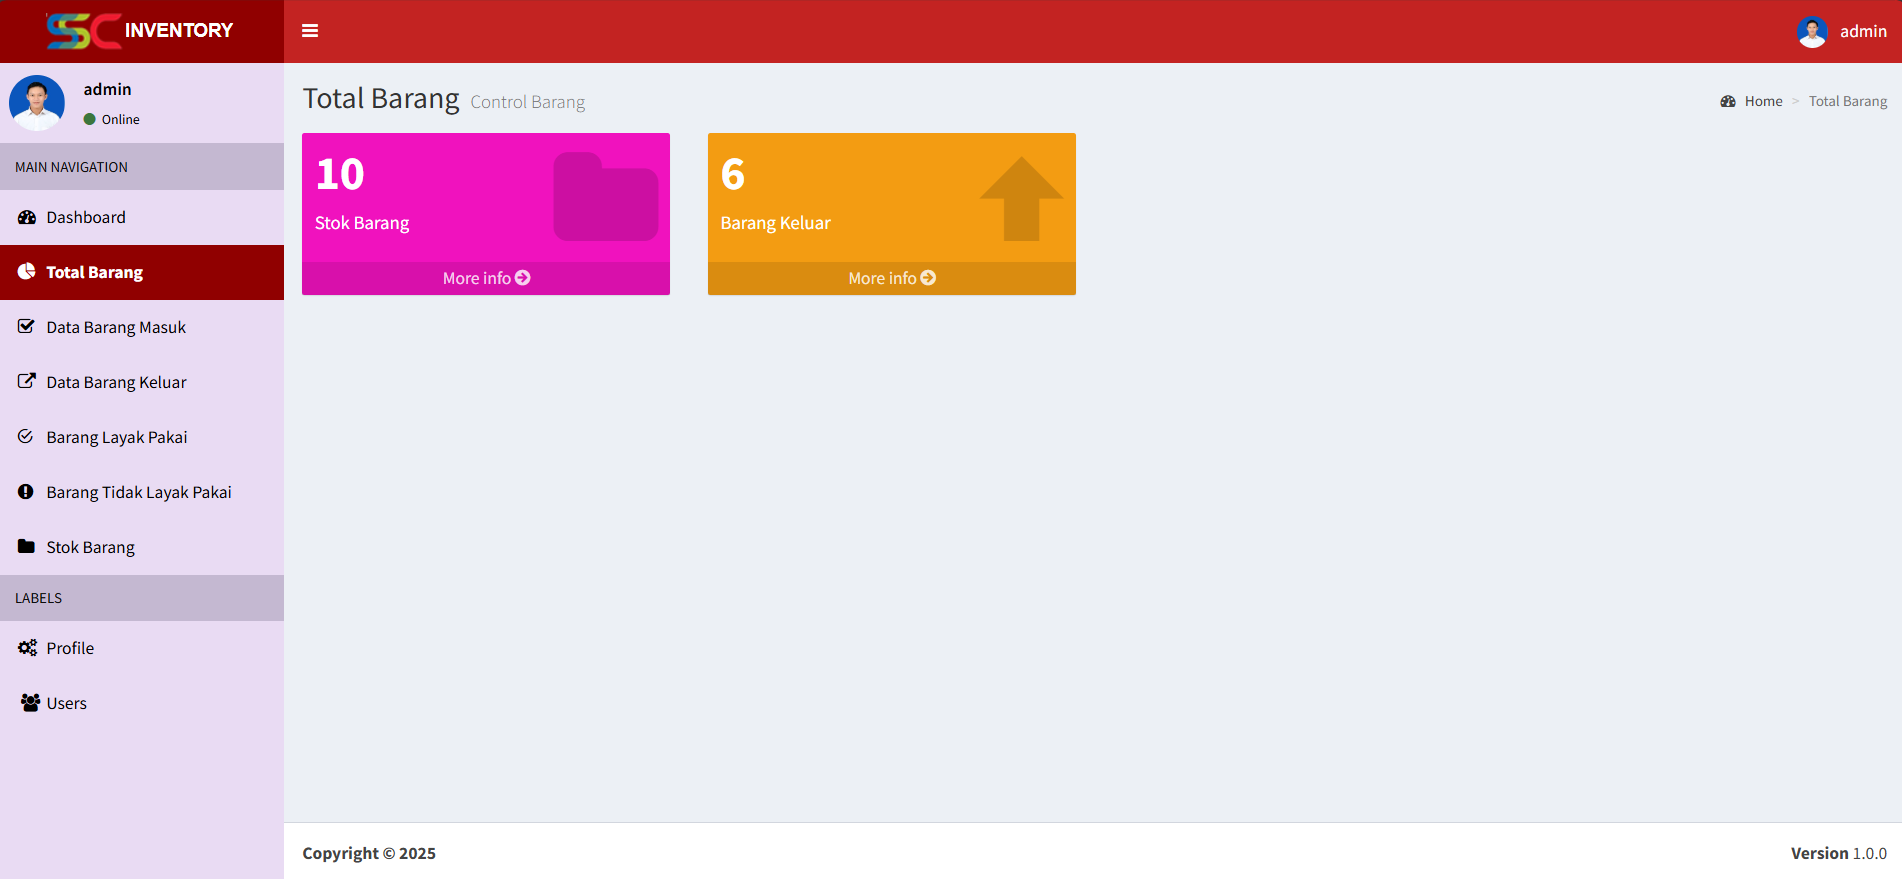 SSC INVENTORY
admin
admin
Online
MAIN NAVIGATION
Dashboard
Total Barang
Data Barang Masuk
Data Barang Keluar
Barang Layak Pakai
Barang Tidak Layak Pakai
Stok Barang
LABELS
Profile
Users
Total Barang Control Barang
Home > Total Barang
10
Stok Barang
More info
6
Barang Keluar
More info
Copyright © 2025
Version 1.0.0